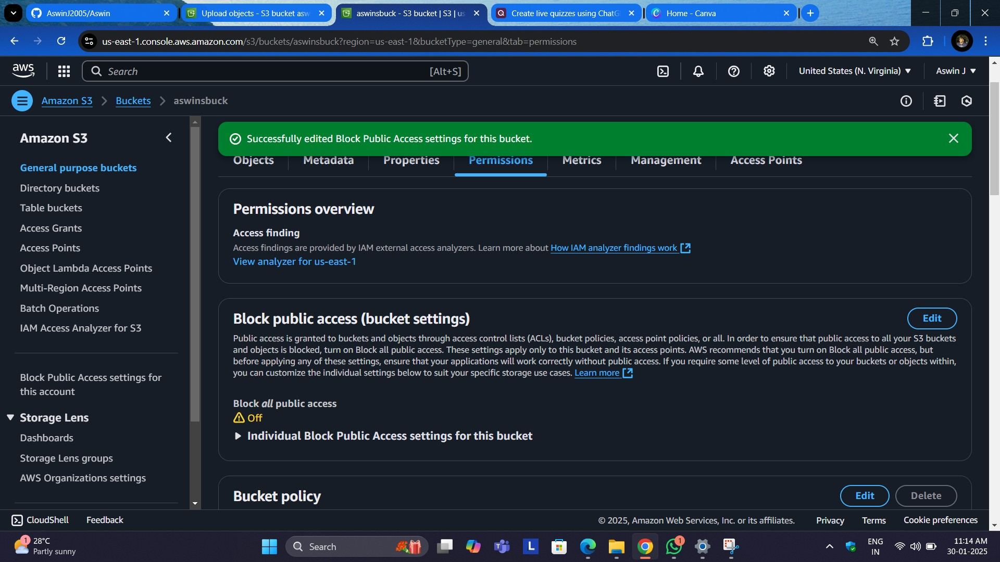 AswinJ2005/Aswin
Upload objects - S3 bucket asw
aswinsbuck - S3 bucket | S3 | us
Create live quizzes using ChatG
Home - Canva
us-east-1.console.aws.amazon.com/s3/buckets/aswinsbuck?region=us-east-1&bucketType=general&tab=permissions
aws
Search
[Alt+S]
United States (N. Virginia)
Aswin J
Amazon S3
Buckets
aswinsbuck
Amazon S3
General purpose buckets
Directory buckets
Table buckets
Access Grants
Access Points
Object Lambda Access Points
Multi-Region Access Points
Batch Operations
IAM Access Analyzer for S3
Block Public Access settings for
this account
Storage Lens
Dashboards
Storage Lens groups
AWS Organizations settings
Successfully edited Block Public Access settings for this bucket.
Objects
Metadata
Properties
Permissions
Metrics
Management
Access Points
Permissions overview
Access finding
Access findings are provided by IAM external access analyzers. Learn more about How IAM analyzer findings work
View analyzer for us-east-1
Block public access (bucket settings)
Edit
Public access is granted to buckets and objects through access control lists (ACLs), bucket policies, access point policies, or all. In order to ensure that public access to all your S3 buckets
and objects is blocked, turn on Block all public access. These settings apply only to this bucket and its access points. AWS recommends that you turn on Block all public access, but
before applying any of these settings, ensure that your applications will work correctly without public access. If you require some level of public access to your buckets or objects within,
you can customize the individual settings below to suit your specific storage use cases. Learn more
Block all public access
Off
Individual Block Public Access settings for this bucket
Bucket policy
Edit
Delete
CloudShell
Feedback
© 2025, Amazon Web Services, Inc. or its affiliates.
Privacy
Terms
Cookie preferences
1
28°C
Partly sunny
Search
L
1
ENG
IN
11:14 AM
30-01-2025